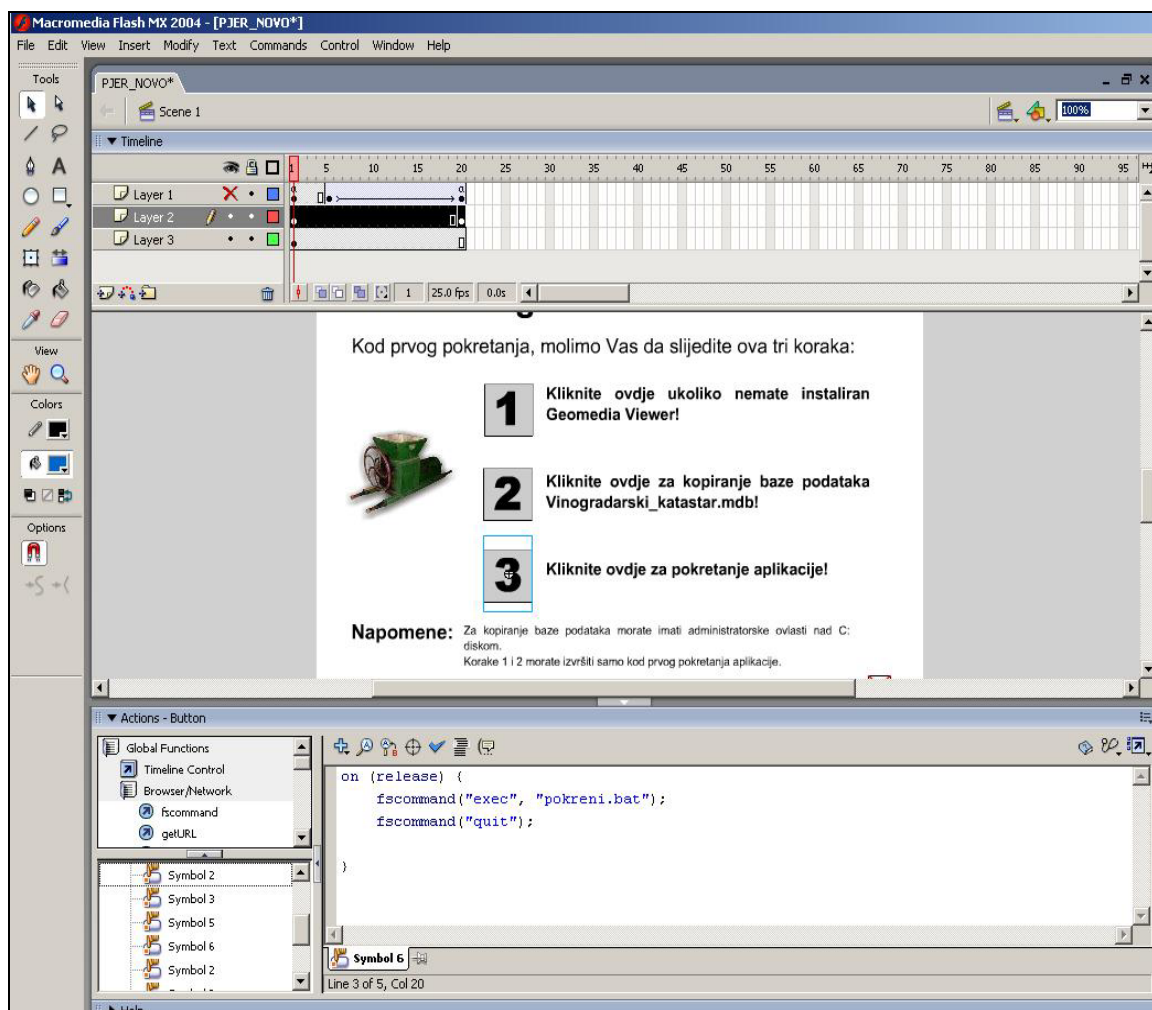 Macromedia Flash MX 2004 - [PJER_NOVO*]
File Edit View Insert Modify Text Commands Control Window Help
Tools
PJER_NOVO*
Scene 1
100%
Timeline
1 5 10 15 20 25 30 35 40 45 50 55 60 65 70 75 80 85 90 95
Layer 1
Layer 2
Layer 3
1 25.0 fps 0.0s
View
Colors
Options
Kod prvog pokretanja, molimo Vas da slijedite ova tri koraka:
1
Kliknite ovdje ukoliko nemate instaliran
Geomedia Viewer!
2
Kliknite ovdje za kopiranje baze podataka
Vinogradarski_katastar.mdb!
3
Kliknite ovdje za pokretanje aplikacije!
Napomene: Za kopiranje baze podataka morate imati administratorske ovlasti nad C:
diskom.
Korake 1 i 2 morate izvršiti samo kod prvog pokretanja aplikacije.
Actions - Button
Global Functions
Timeline Control
Browser/Network
fscommand
getURL
Symbol 2
Symbol 3
Symbol 5
Symbol 6
Symbol 2
on (release) {
fscommand("exec", "pokreni.bat");
fscommand("quit");
}
Symbol 6
Line 3 of 5, Col 20